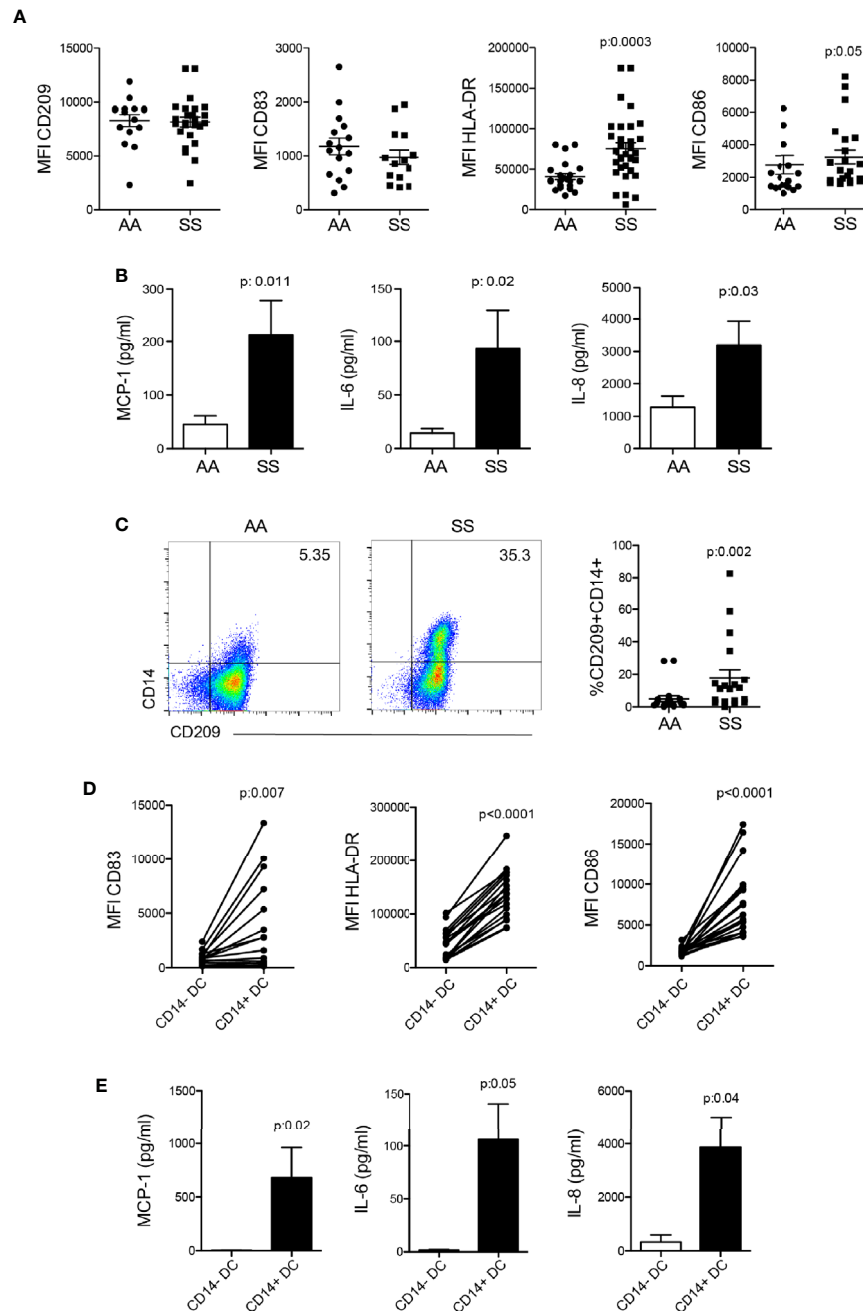 A
MFI CD209
15000
10000
5000
0
AA
SS
MFI CD83
3000
2000
1000
0
AA
SS
MFI HLA-DR
p:0.0003
200000
150000
100000
50000
0
AA
SS
MFI CD86
p:0.05
10000
8000
6000
4000
2000
0
AA
SS
B
MCP-1 (pg/ml)
p: 0.011
300
200
100
0
AA
SS
IL-6 (pg/ml)
p: 0.02
150
100
50
0
AA
SS
IL-8 (pg/ml)
p:0.03
5000
4000
3000
2000
1000
0
AA
SS
C
AA
5.35
SS
35.3
CD14
CD209
%CD209+CD14+
p:0.002
100
80
60
40
20
0
AA
SS
D
MFI CD83
p:0.007
15000
10000
5000
0
CD14- DC
CD14+ DC
MFI HLA-DR
p<0.0001
300000
200000
100000
0
CD14- DC
CD14+ DC
MFI CD86
p<0.0001
20000
15000
10000
5000
0
CD14- DC
CD14+ DC
E
MCP-1 (pg/ml)
p:0.02
1500
1000
500
0
CD14- DC
CD14+ DC
IL-6 (pg/ml)
p:0.05
150
100
50
0
CD14- DC
CD14+ DC
IL-8 (pg/ml)
p:0.04
6000
4000
2000
0
CD14- DC
CD14+ DC